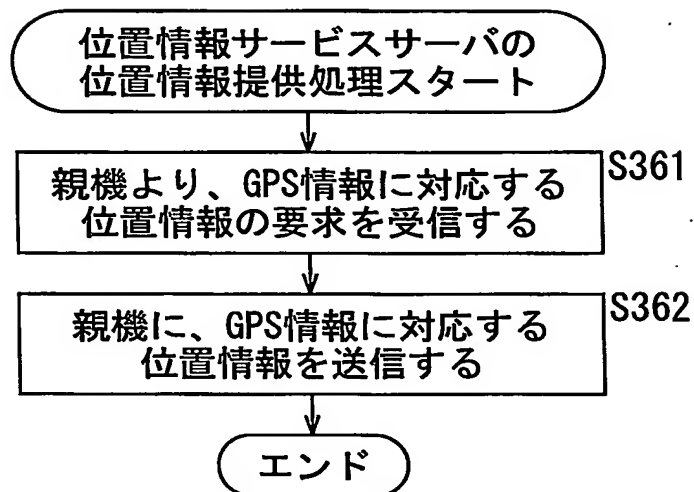 位置情報サービスサーバの
位置情報提供処理スタート
親機より、GPS情報に対応する
位置情報の要求を受信する
S361
親機に、GPS情報に対応する
位置情報を送信する
S362
エンド